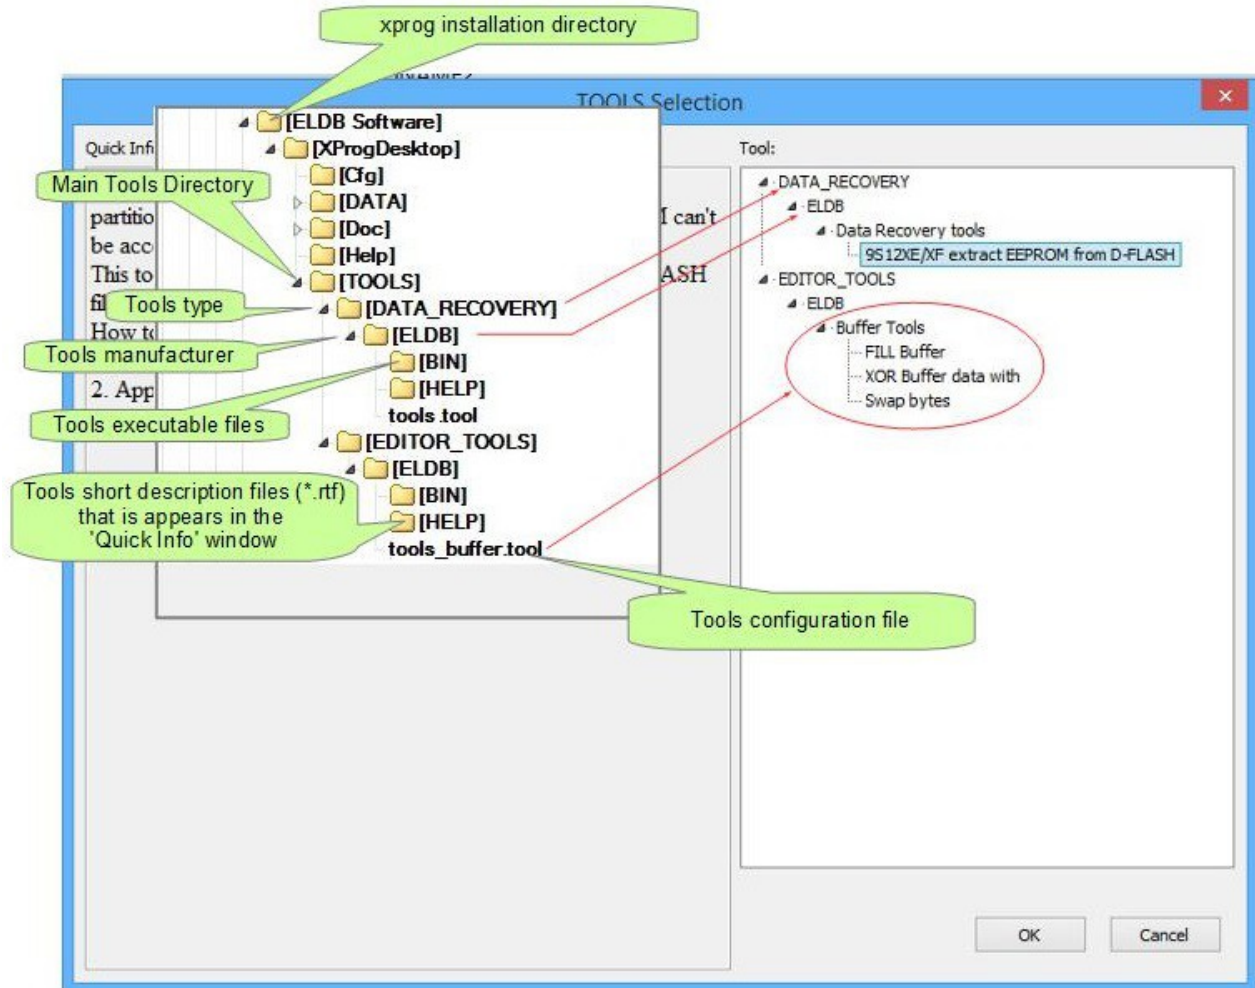 xprog installation directory
TOOLS Selection
Quick Inf
Tool:
[ELDB Software]
[XProgDesktop]
[Cfg]
[DATA]
[Doc]
[Help]
[TOOLS]
[DATA_RECOVERY]
[ELDB]
[BIN]
[HELP]
tools.tool
[EDITOR_TOOLS]
[ELDB]
[BIN]
[HELP]
tools_buffer.tool
Main Tools Directory
Tools type
Tools manufacturer
Tools executable files
Tools short description files (*.rtf)
that is appears in the
'Quick Info' window
Tools configuration file
partitio
can't
be acc
This to
ASH
How to
2. App
DATA_RECOVERY
ELDB
Data Recovery tools
9S12XE/XF extract EEPROM from D-FLASH
EDITOR_TOOLS
ELDB
Buffer Tools
FILL Buffer
XOR Buffer data with
Swap bytes
OK
Cancel